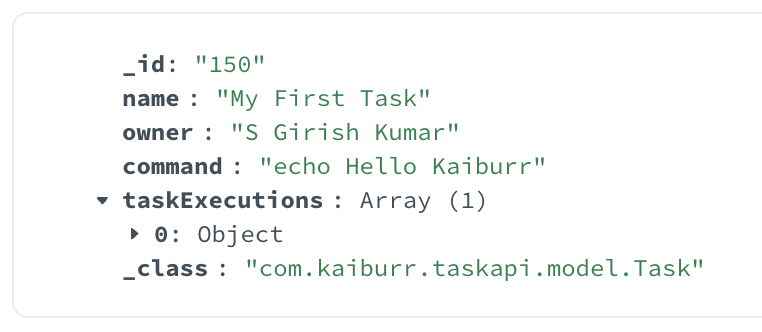 _id: "150"
name : "My First Task"
owner : "S Girish Kumar"
command : "echo Hello Kaiburr"
taskExecutions : Array (1)
0: Object
_class : "com.kaiburr.taskapi.model.Task"